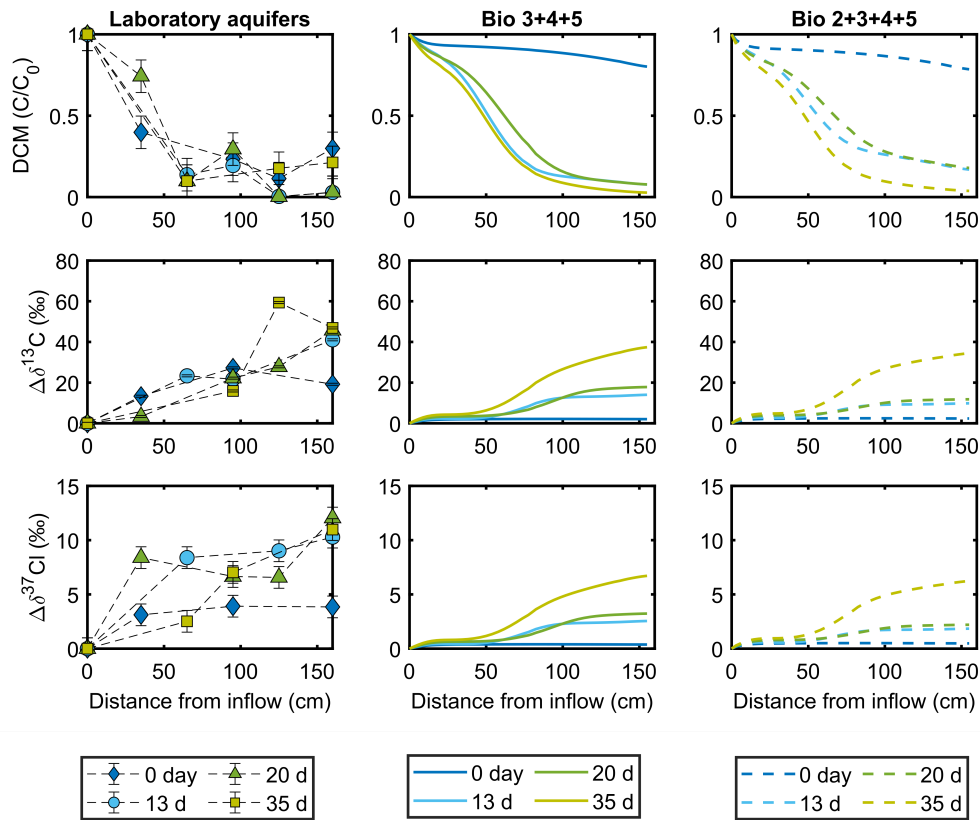 Laboratory aquifers
Bio 3+4+5
Bio 2+3+4+5
DCM (C/C0)
1
0.5
0
0 50 100 150
1
0.5
0
0 50 100 150
1
0.5
0
0 50 100 150
Δδ13C (‰)
80
60
40
20
0
0 50 100 150
80
60
40
20
0
0 50 100 150
80
60
40
20
0
0 50 100 150
Δδ37Cl (‰)
15
10
5
0
0 50 100 150
15
10
5
0
0 50 100 150
15
10
5
0
0 50 100 150
Distance from inflow (cm)
Distance from inflow (cm)
Distance from inflow (cm)
0 day 20 d
13 d 35 d
0 day 20 d
13 d 35 d
0 day 20 d
13 d 35 d